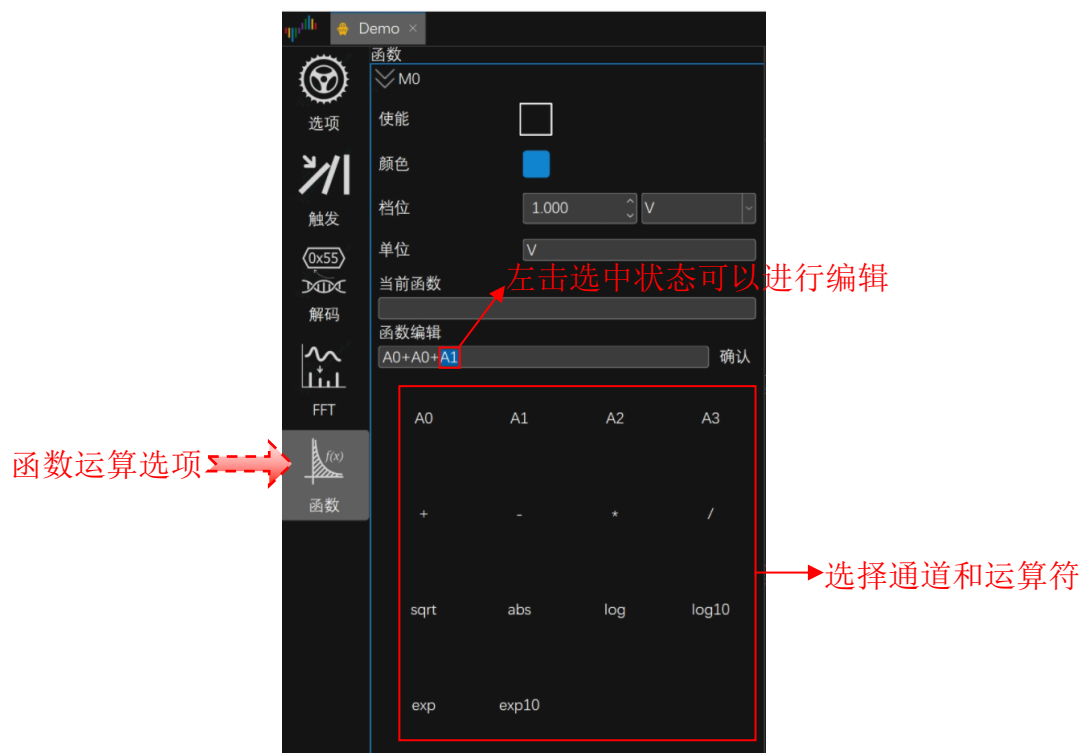 Demo ×
函数
M0
选项
使能
颜色
触发
档位 1.000 V
单位 V
0x55
解码
左击选中状态可以进行编辑
当前函数
函数编辑
A0+A0+A1 确认
FFT
A0 A1 A2 A3
函数运算选项
f(x)
函数
+ - * /
选择通道和运算符
sqrt abs log log10
exp exp10